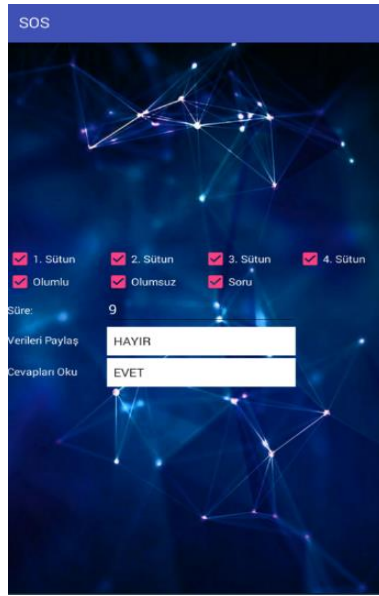 SOS
1. Sütun 2. Sütun 3. Sütun 4. Sütun
Olumlu Olumsuz Soru
Süre: 9
Verileri Paylaş HAYIR
Cevapları Oku EVET